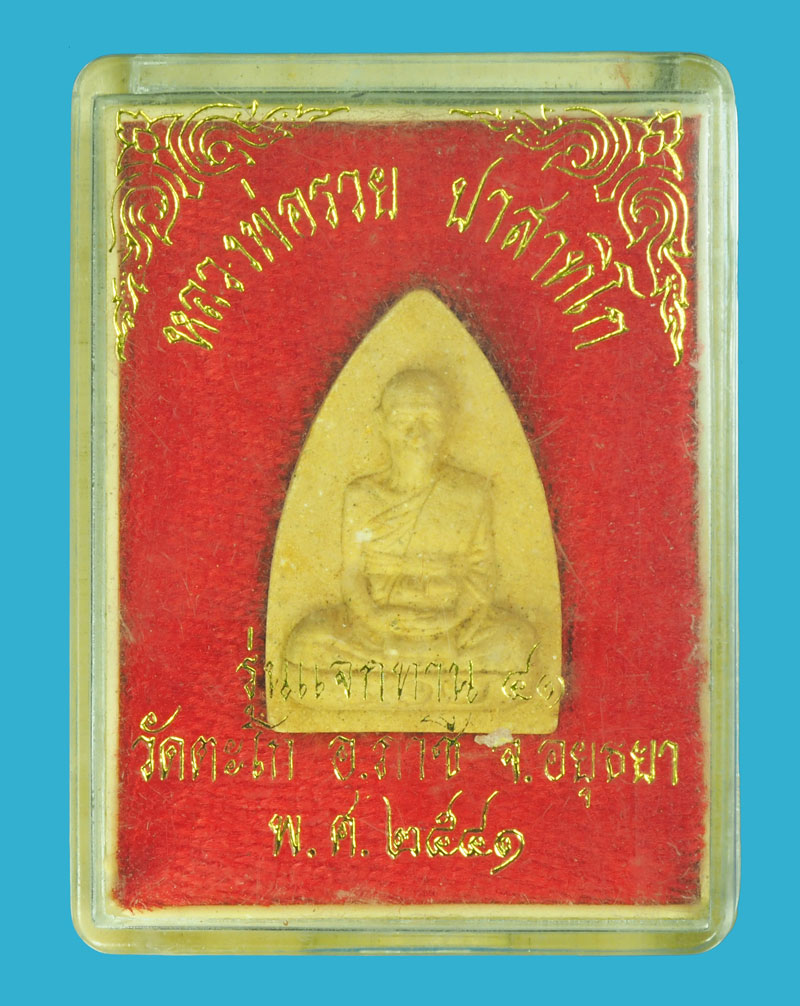 หลวงพ่อรวย ปาสาทิโก
รุ่นแจกทาน ๔๑
วัดตะโก อ.ภาชี จ.อยุธยา
พ.ศ.๒๕๔๑